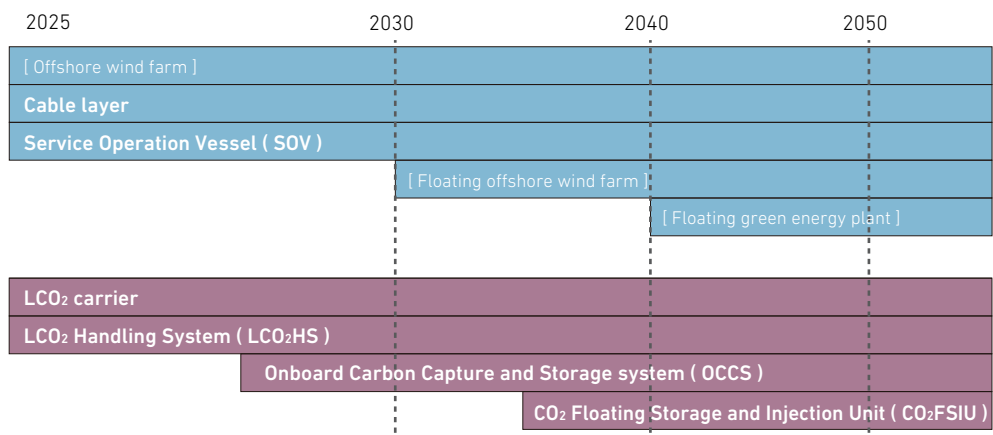 2025 2030 2040 2050
[ Offshore wind farm ]
Cable layer
Service Operation Vessel ( SOV )
[ Floating offshore wind farm ]
[ Floating green energy plant ]
LCO₂ carrier
LCO₂ Handling System ( LCO₂HS )
Onboard Carbon Capture and Storage system ( OCCS )
CO₂ Floating Storage and Injection Unit ( CO₂FSIU )